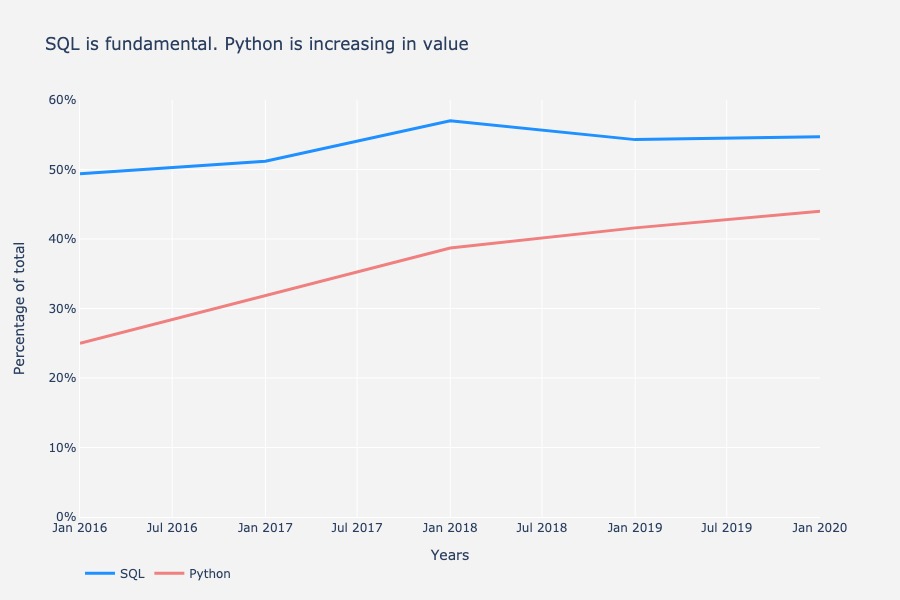 SQL is fundamental. Python is increasing in value
60%
50%
40%
30%
20%
10%
0%
Percentage of total
Jan 2016 Jul 2016 Jan 2017 Jul 2017 Jan 2018 Jul 2018 Jan 2019 Jul 2019 Jan 2020
Years
SQL Python